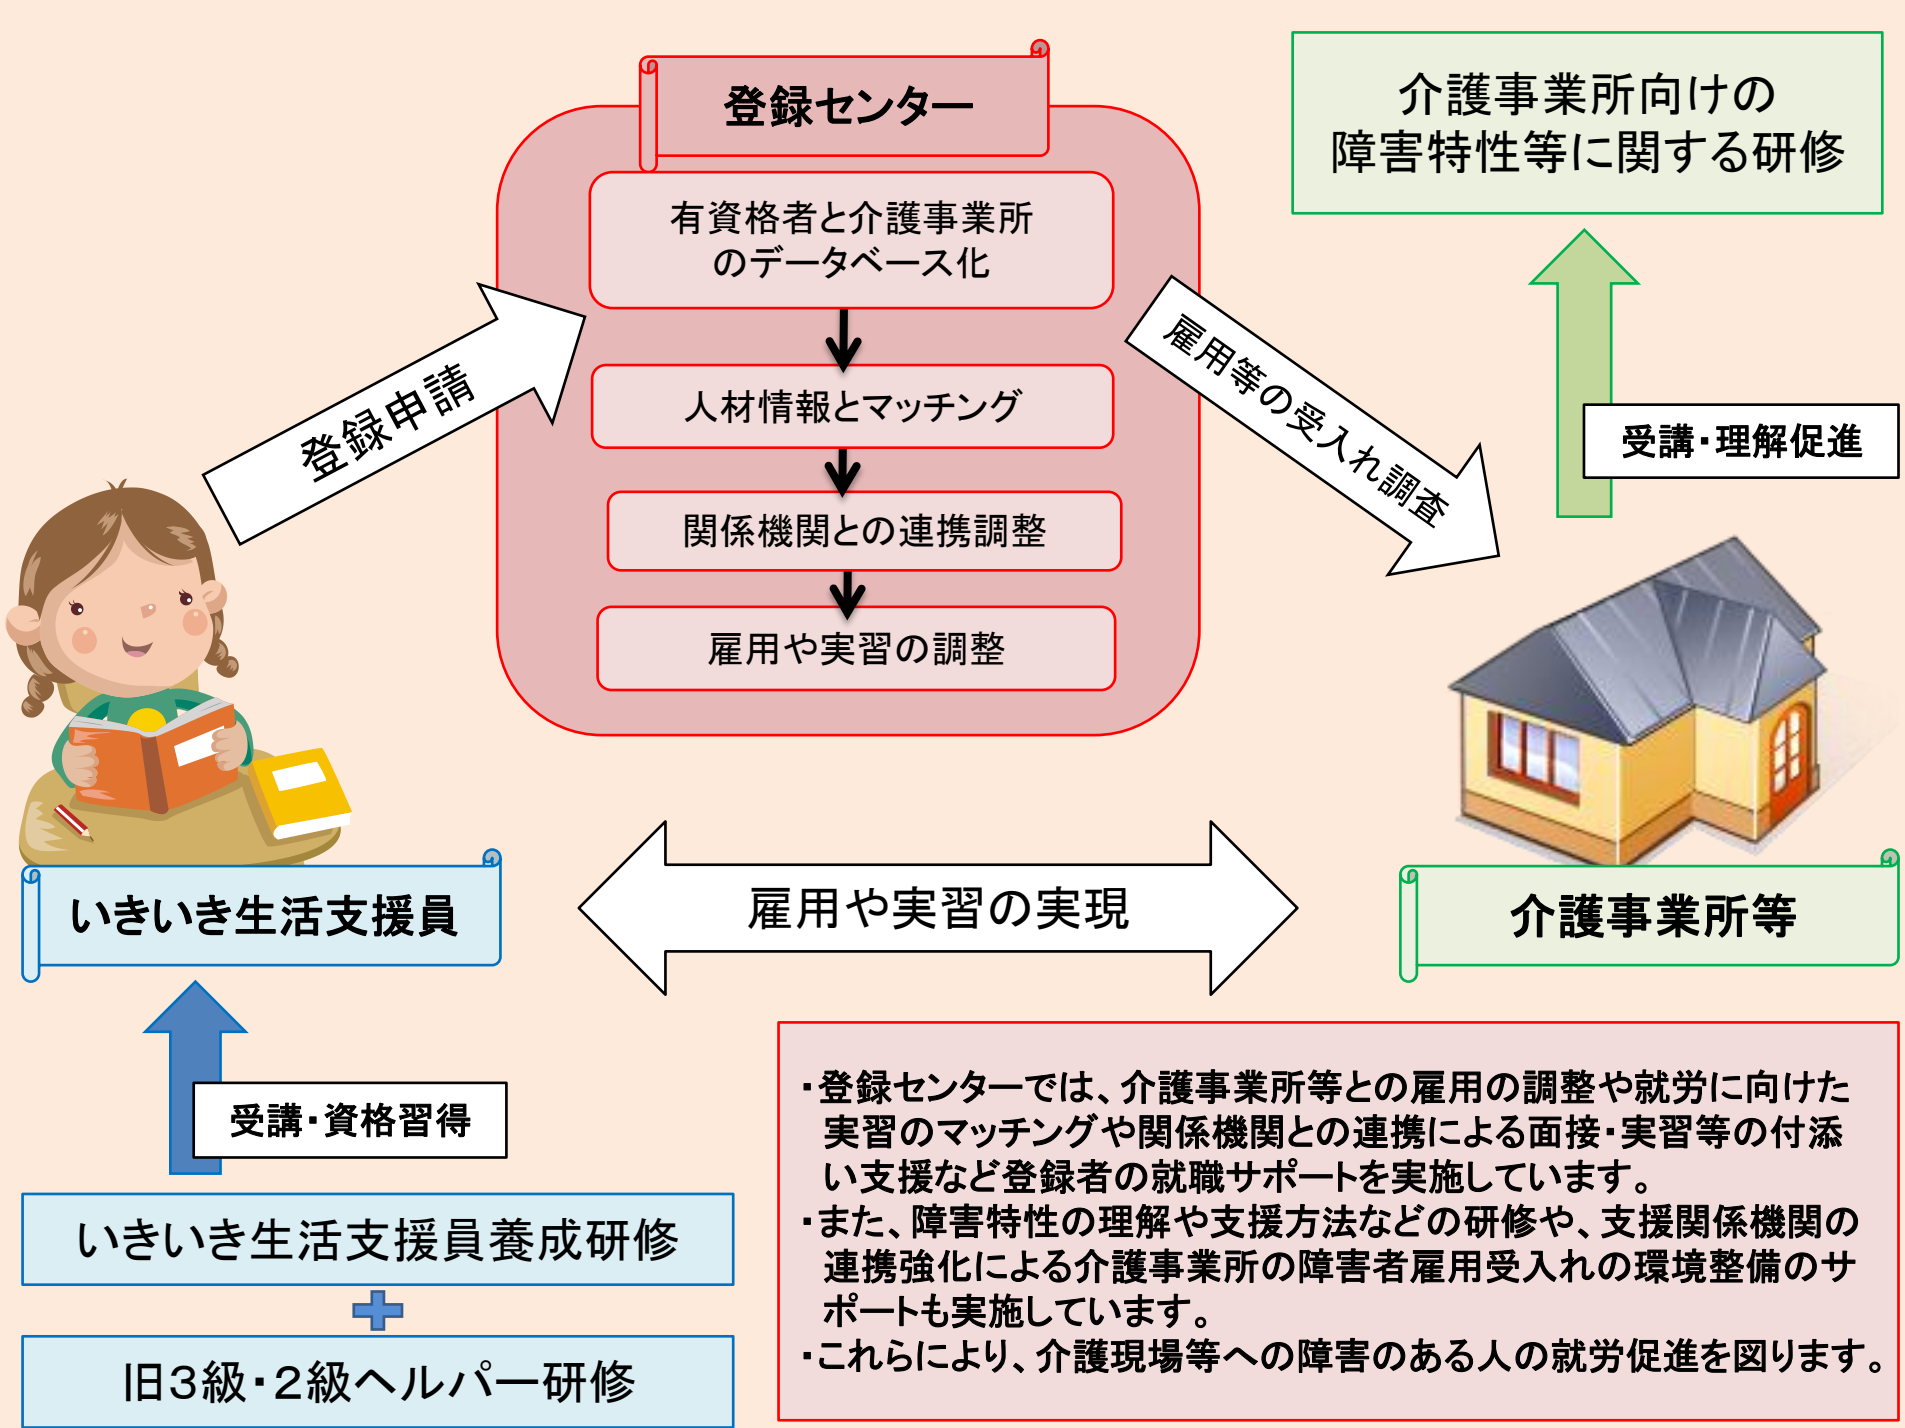 登録センター
有資格者と介護事業所
のデータベース化
人材情報とマッチング
関係機関との連携調整
雇用や実習の調整
登録申請
雇用等の受入れ調査
介護事業所向けの
障害特性等に関する研修
受講・理解促進
いきいき生活支援員
雇用や実習の実現
介護事業所等
受講・資格習得
いきいき生活支援員養成研修
旧３級・２級ヘルパー研修
・登録センターでは、介護事業所等との雇用の調整や就労に向けた
実習のマッチングや関係機関との連携による面接・実習等の付添
い支援など登録者の就職サポートを実施しています。
・また、障害特性の理解や支援方法などの研修や、支援関係機関の
連携強化による介護事業所の障害者雇用受入れの環境整備のサ
ポートも実施しています。
・これらにより、介護現場等への障害のある人の就労促進を図ります。